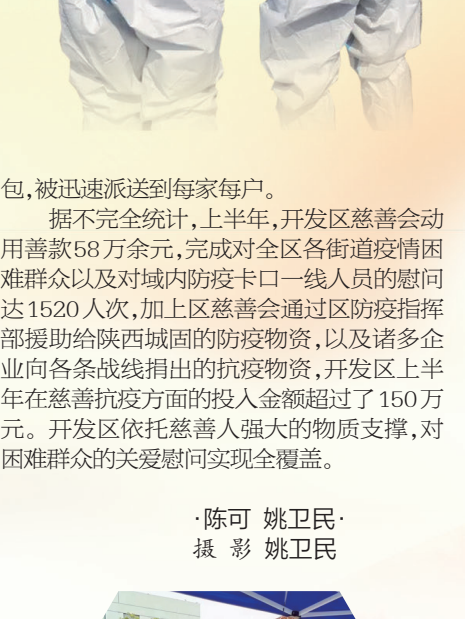 包,被迅速派送到每家每户。
据不完全统计,上半年,开发区慈善会动
用善款58万余元,完成对全区各街道疫情困
难群众以及对域内防疫卡口一线人员的慰问
达1520人次,加上区慈善会通过区防疫指挥
部援助给陕西城固的防疫物资,以及诸多企
业向各条战线捐出的抗疫物资,开发区上半
年在慈善抗疫方面的投入金额超过了150万
元。开发区依托慈善人强大的物质支撑,对
困难群众的关爱慰问实现全覆盖。
·陈可 姚卫民·
摄 影 姚卫民